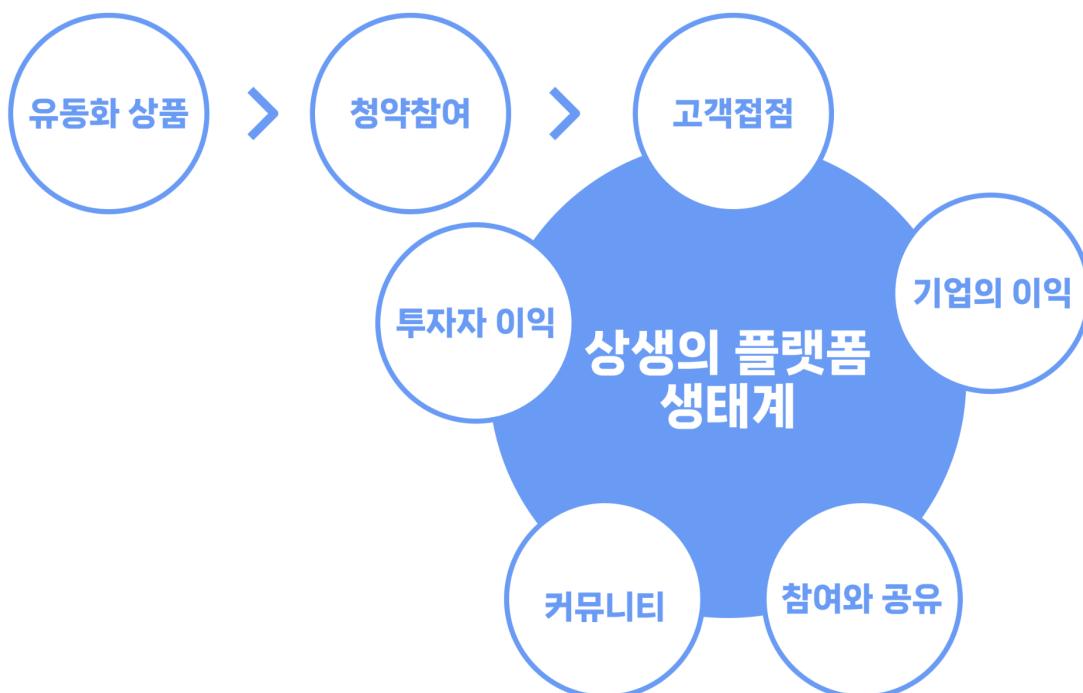 유동화 상품
청약참여
고객접점
기업의 이익
투자자 이익
상생의 플랫폼
생태계
커뮤니티
참여와 공유